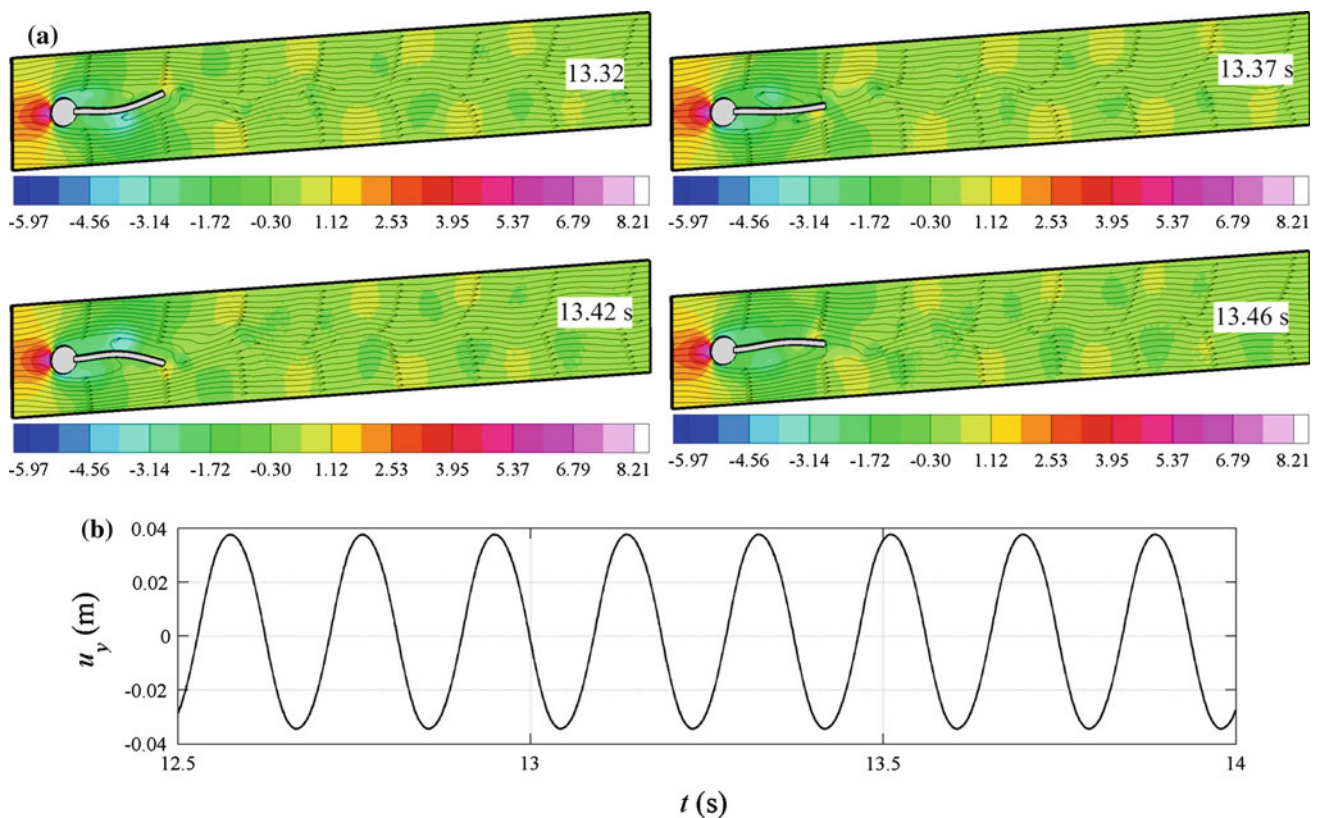 (a)
13.32
13.37 s
-5.97 -4.56 -3.14 -1.72 -0.30 1.12 2.53 3.95 5.37 6.79 8.21
-5.97 -4.56 -3.14 -1.72 -0.30 1.12 2.53 3.95 5.37 6.79 8.21
13.42 s
13.46 s
-5.97 -4.56 -3.14 -1.72 -0.30 1.12 2.53 3.95 5.37 6.79 8.21
-5.97 -4.56 -3.14 -1.72 -0.30 1.12 2.53 3.95 5.37 6.79 8.21
(b)
0.04
0.02
0
-0.02
-0.04
u_y (m)
12.5 13 13.5 14
t (s)